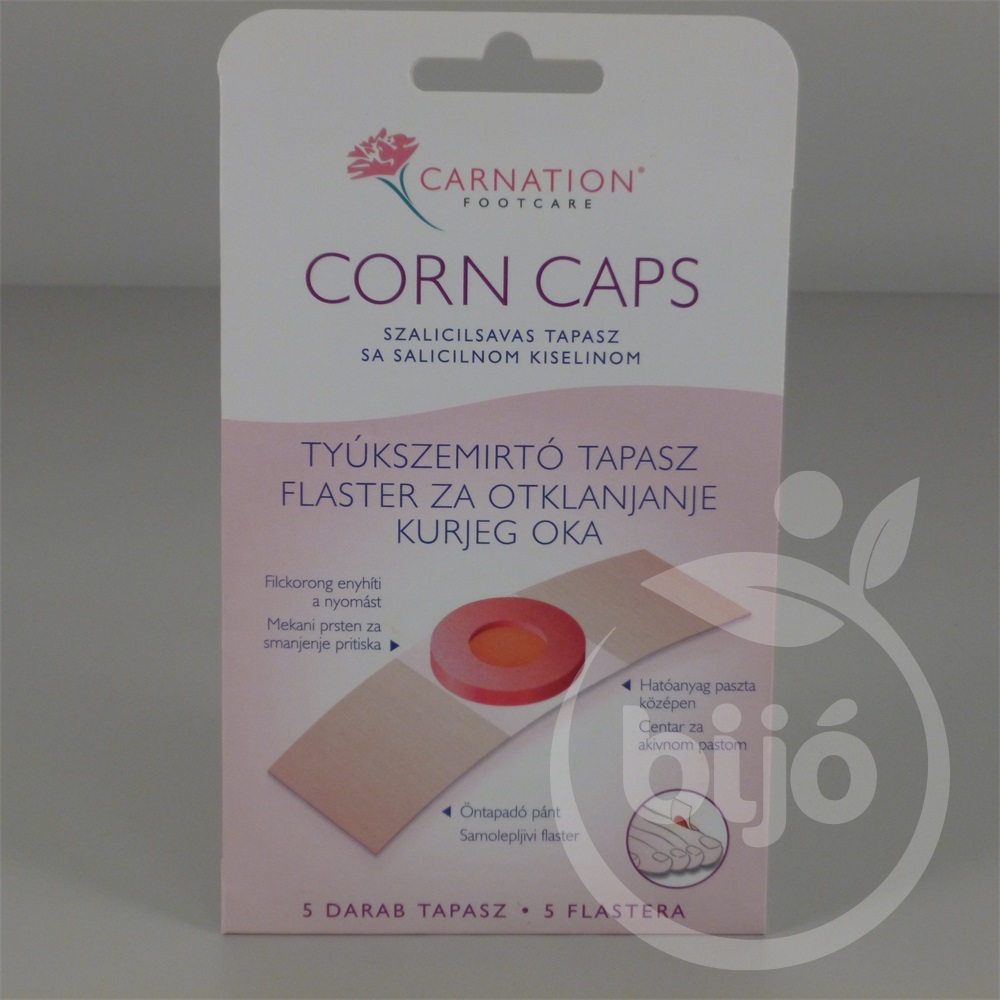 CARNATION®
FOOTCARE
CORN CAPS
SZALICILSAVAS TAPASZ
SA SALICILNOM KISELINOM
TYÚKSZEMIRTÓ TAPASZ
FLASTER ZA OTKLANJANJE
KURJEG OKA
Filckorong enyhíti
a nyomást
Mekani prsten za
smanjenje pritiska
Hatóanyag paszta
középen
Centar za
akivnom pastom
Öntapadó pánt
Samolepljivi flaster
5 DARAB TAPASZ • 5 FLASTERA
bijó